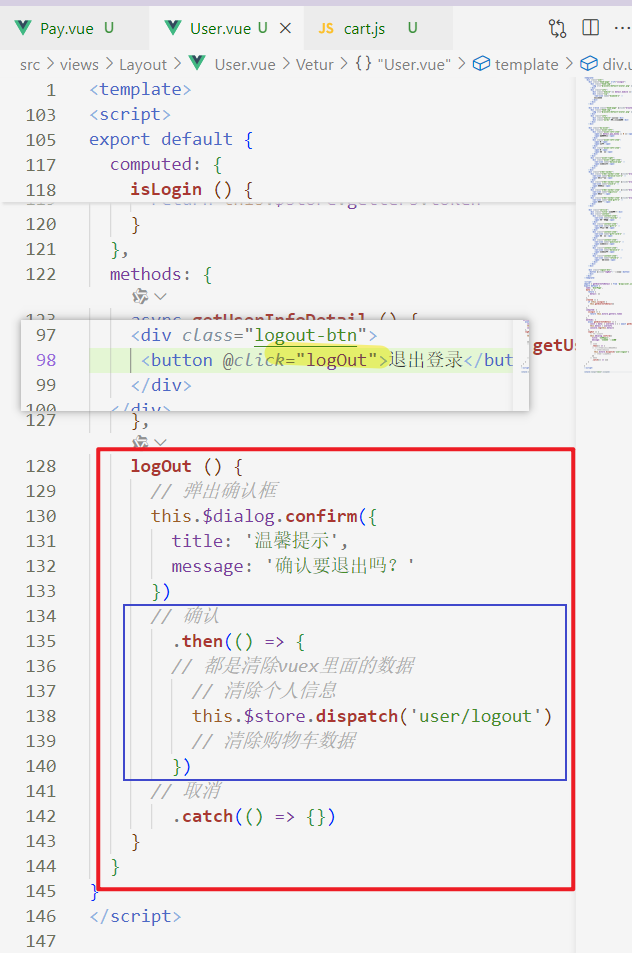 Pay.vue U User.vue U JS cart.js U
src > views > Layout > User.vue > Vetur > {} "User.vue" > template > div.u
1 <template>
103 <script>
105 export default {
117 computed: {
118 isLogin () {
120 }
121 },
122 methods: {
97 <div class="logout-btn">
98 <button @click="logOut">退出登录</but
99 </div>
127 },
128 logOut () {
129 // 弹出确认框
130 this.$dialog.confirm({
131 title: '温馨提示',
132 message: '确认要退出吗？'
133 })
134 // 确认
135 .then(() => {
136 // 都是清除vuex里面的数据
137 // 清除个人信息
138 this.$store.dispatch('user/logout')
139 // 清除购物车数据
140 })
141 // 取消
142 .catch(() => {})
143 }
144 }
145 }
146 </script>
147